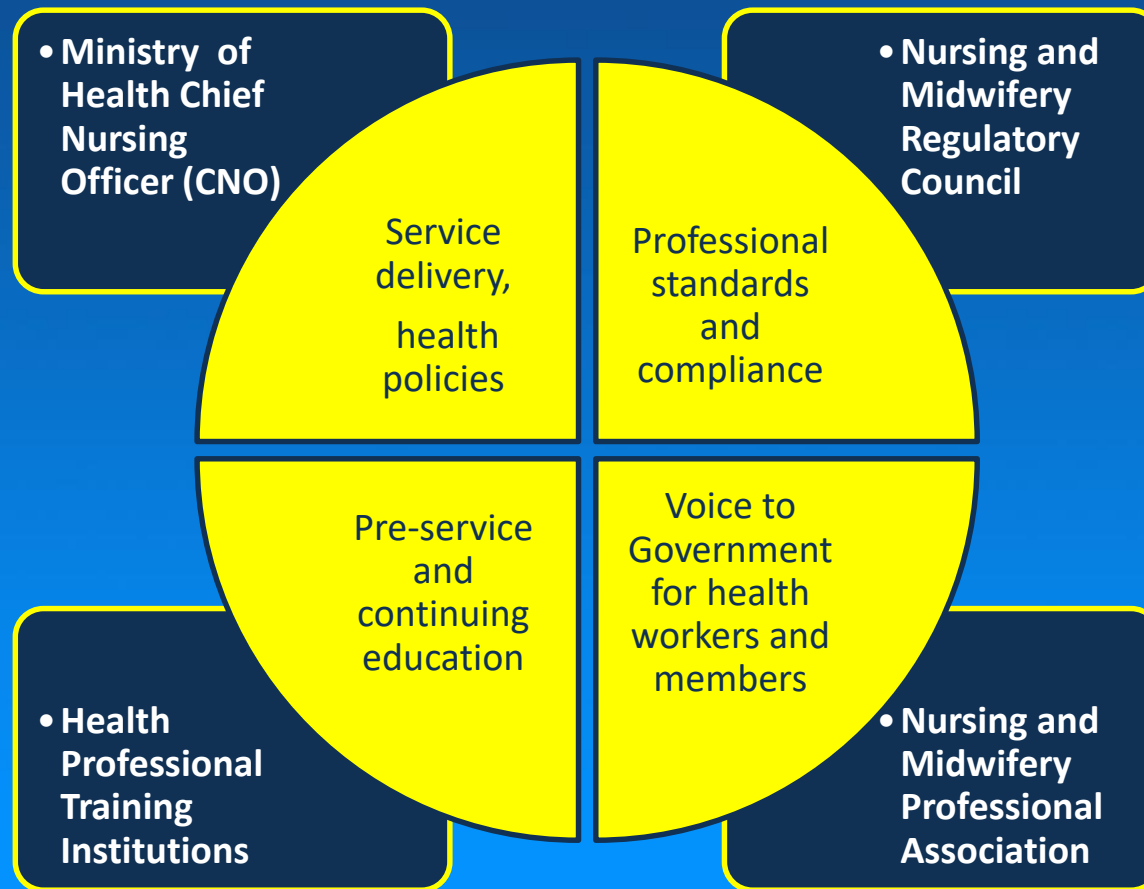 • Ministry of
Health Chief
Nursing
Officer (CNO)
Service
delivery,
health
policies
• Nursing and
Midwifery
Regulatory
Council
Professional
standards
and
compliance
• Health
Professional
Training
Institutions
Pre-service
and
continuing
education
• Nursing and
Midwifery
Professional
Association
Voice to
Government
for health
workers and
members